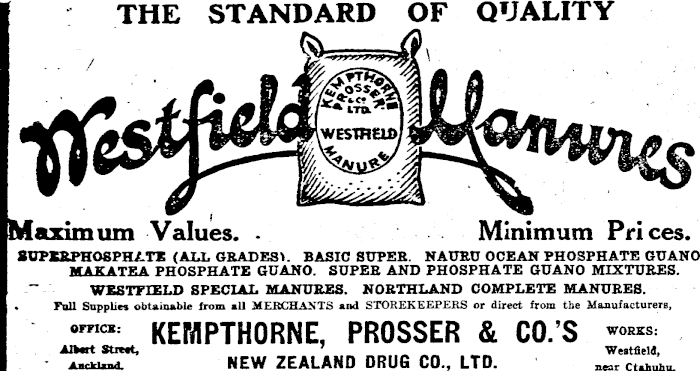 THE STANDARD OF QUALITY
Westfield Manures
KEMPTHORNE
PROSSER
& Co
LTD.
WESTFIELD
MANURE
Maximum Values. Minimum Prices.
SUPERPHOSPHATE (ALL GRADES). BASIC SUPER. NAURU OCEAN PHOSPHATE GUANO
MAKATEA PHOSPHATE GUANO. SUPER AND PHOSPHATE GUANO MIXTURES.
WESTFIELD SPECIAL MANURES. NORTHLAND COMPLETE MANURES.
Full Supplies obtainable from all MERCHANTS and STOREKEEPERS or direct from the Manufacturers,
OFFICE:
Albert Street,
Auckland.
KEMPTHORNE, PROSSER & CO.'S
NEW ZEALAND DRUG CO., LTD.
WORKS:
Westfield,
near Otahuhu.